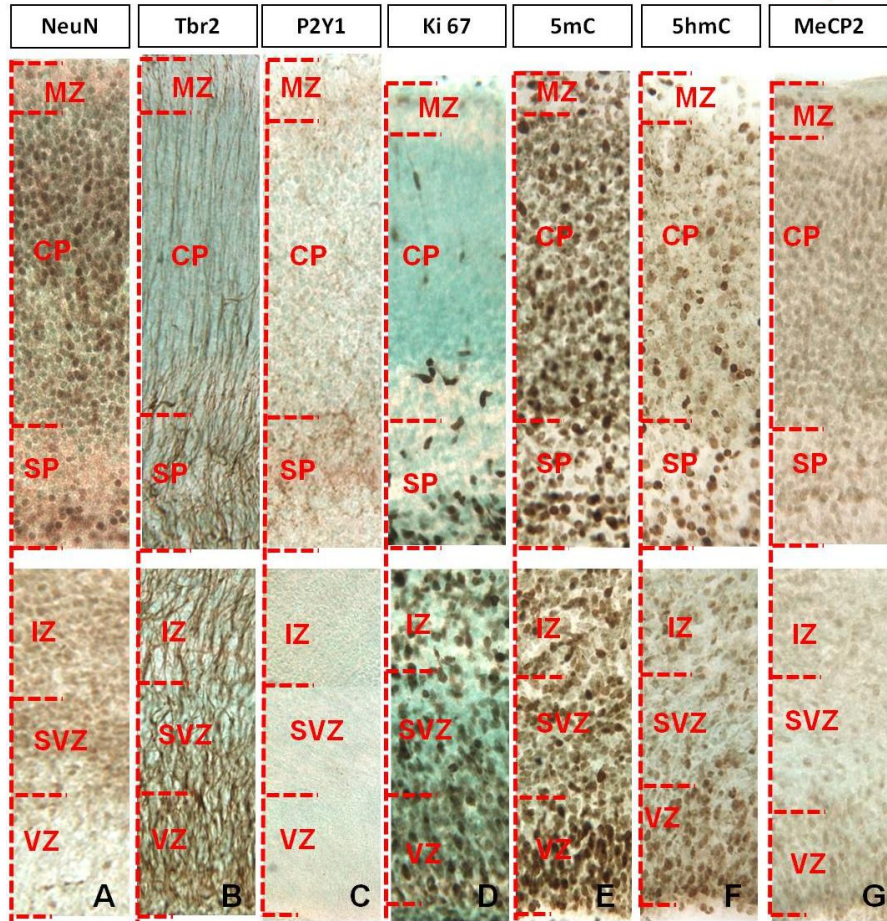 NeuN Tbr2 P2Y1 Ki 67 5mC 5hmC MeCP2
MZ MZ MZ MZ MZ MZ MZ
CP CP CP CP CP CP CP
SP SP SP SP SP SP SP
IZ IZ IZ IZ IZ IZ IZ
SVZ SVZ SVZ SVZ SVZ SVZ SVZ
VZ VZ VZ VZ VZ VZ VZ
A B C D E F G